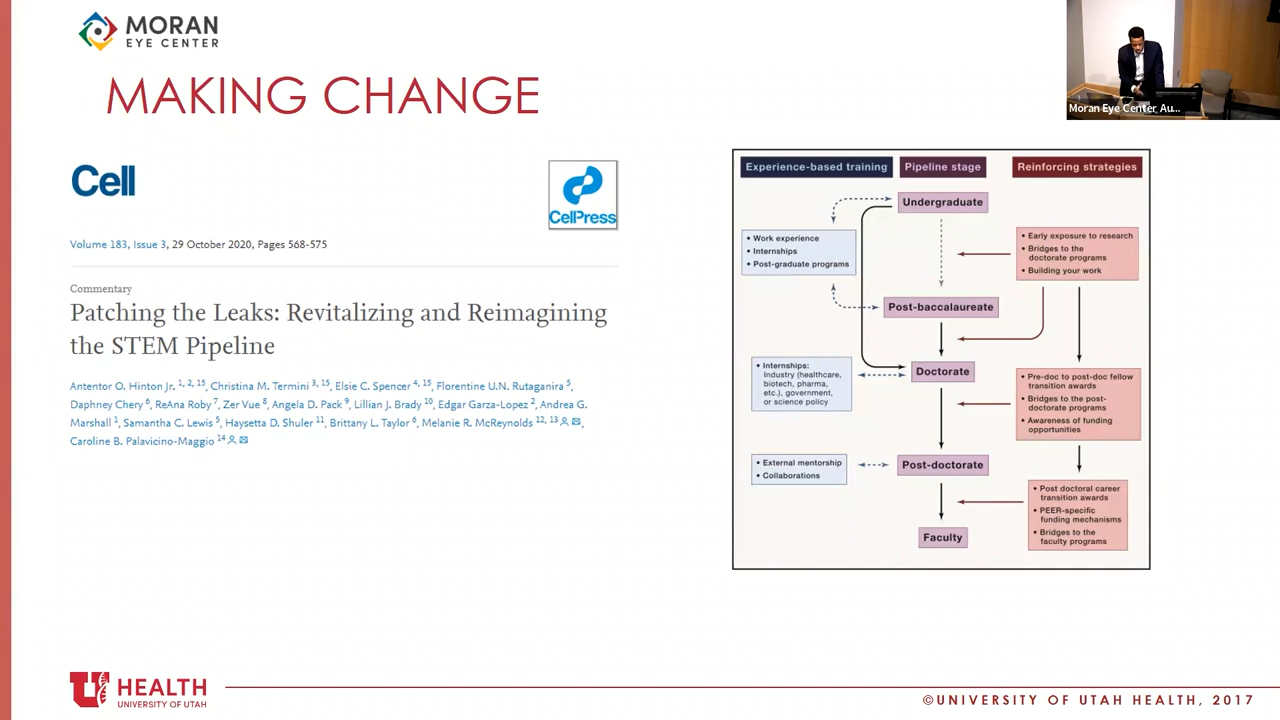 MORAN
EYE CENTER
MAKING CHANGE
Moran Eye Center Au...
Cell
CellPress
Volume 183, Issue 3, 29 October 2020, Pages 568-575
Commentary
Patching the Leaks: Revitalizing and Reimagining
the STEM Pipeline
Antentor O. Hinton Jr. 1, 2, 15, Christina M. Termini 3, 15, Elsie C. Spencer 4, 15, Florentine U.N. Rutaganira 5,
Daphney Chery 6, ReAna Roby 7, Zer Vue 8, Angela D. Pack 9, Lillian J. Brady 10, Edgar Garza-Lopez 2, Andrea G.
Marshall 1, Samantha C. Lewis 5, Haysetta D. Shuler 11, Brittany L. Taylor 6, Melanie R. McReynolds 12, 13,
Caroline B. Palavicino-Maggio 14
Experience-based training
Pipeline stage
Reinforcing strategies
Undergraduate
• Work experience
• Internships
• Post-graduate programs
• Early exposure to research
• Bridges to the
doctorate programs
• Building your work
Post-baccalaureate
• Internships:
Industry (healthcare,
biotech, pharma,
etc.), government,
or science policy
Doctorate
• Pre-doc to post-doc fellow
transition awards
• Bridges to the post-
doctorate programs
• Awareness of funding
opportunities
• External mentorship
• Collaborations
Post-doctorate
• Post doctoral career
transition awards
• PEER-specific
funding mechanisms
• Bridges to the
faculty programs
Faculty
U HEALTH
UNIVERSITY OF UTAH
©UNIVERSITY OF UTAH HEALTH, 2017